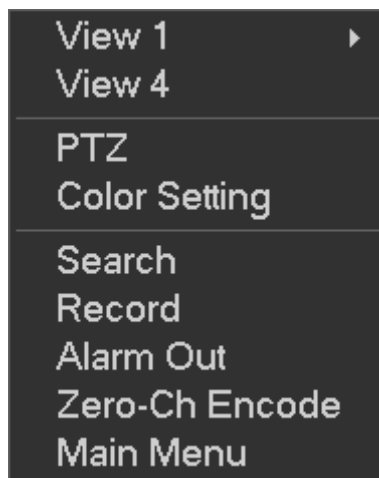 View 1
View 4
PTZ
Color Setting
Search
Record
Alarm Out
Zero-Ch Encode
Main Menu